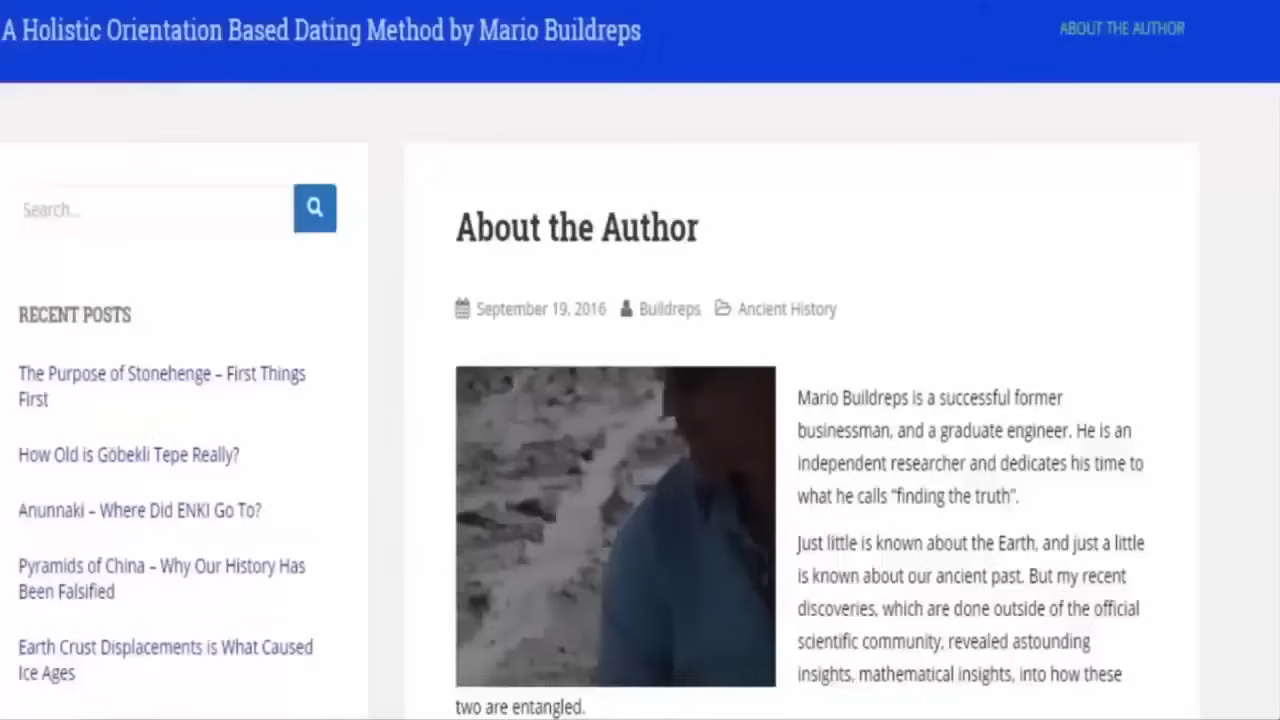 A Holistic Orientation Based Dating Method by Mario Buildreps
ABOUT THE AUTHOR
Search...
RECENT POSTS
The Purpose of Stonehenge – First Things
First
How Old is Göbekli Tepe Really?
Anunnaki – Where Did ENKI Go To?
Pyramids of China – Why Our History Has
Been Falsified
Earth Crust Displacements is What Caused
Ice Ages
About the Author
September 19, 2016 Buildreps Ancient History
Mario Buildreps is a successful former
businessman, and a graduate engineer. He is an
independent researcher and dedicates his time to
what he calls “finding the truth”.
Just little is known about the Earth, and just a little
is known about our ancient past. But my recent
discoveries, which are done outside of the official
scientific community, revealed astounding
insights, mathematical insights, into how these
two are entangled.